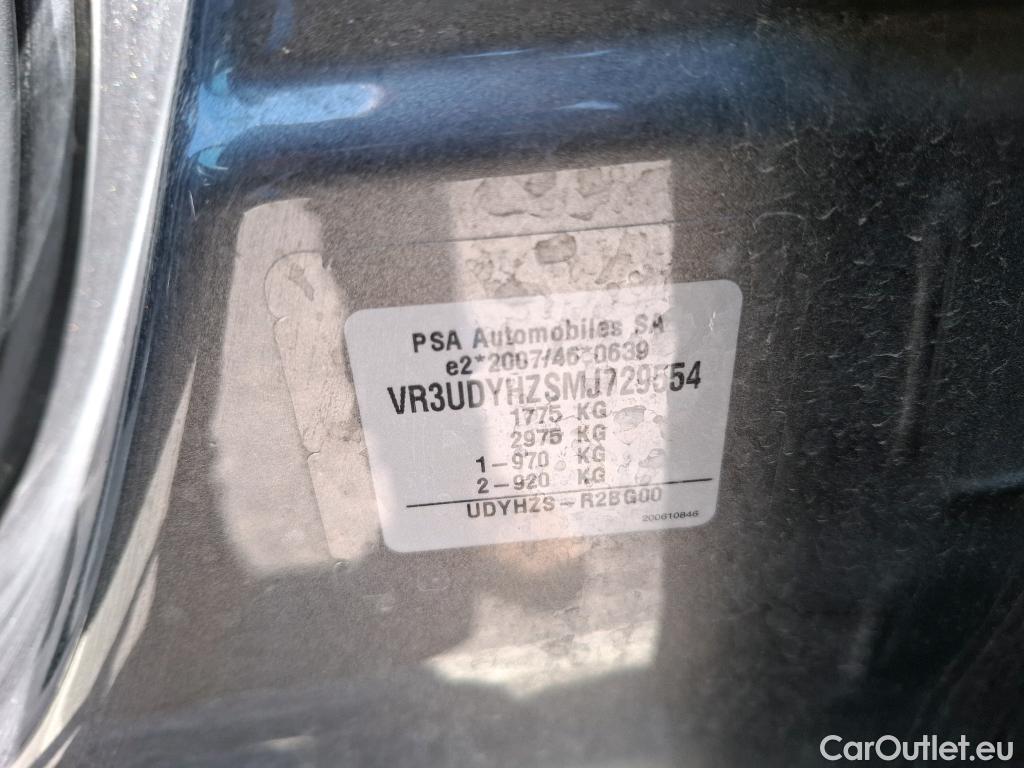 PSA Automobiles SA
e2*2007/46*0639
VR3UDYHZSMJ729554
1775 KG
2975 KG
1-970 KG
2-920 KG
UDYHZS-R2BG00
200610846
CarOutlet.eu